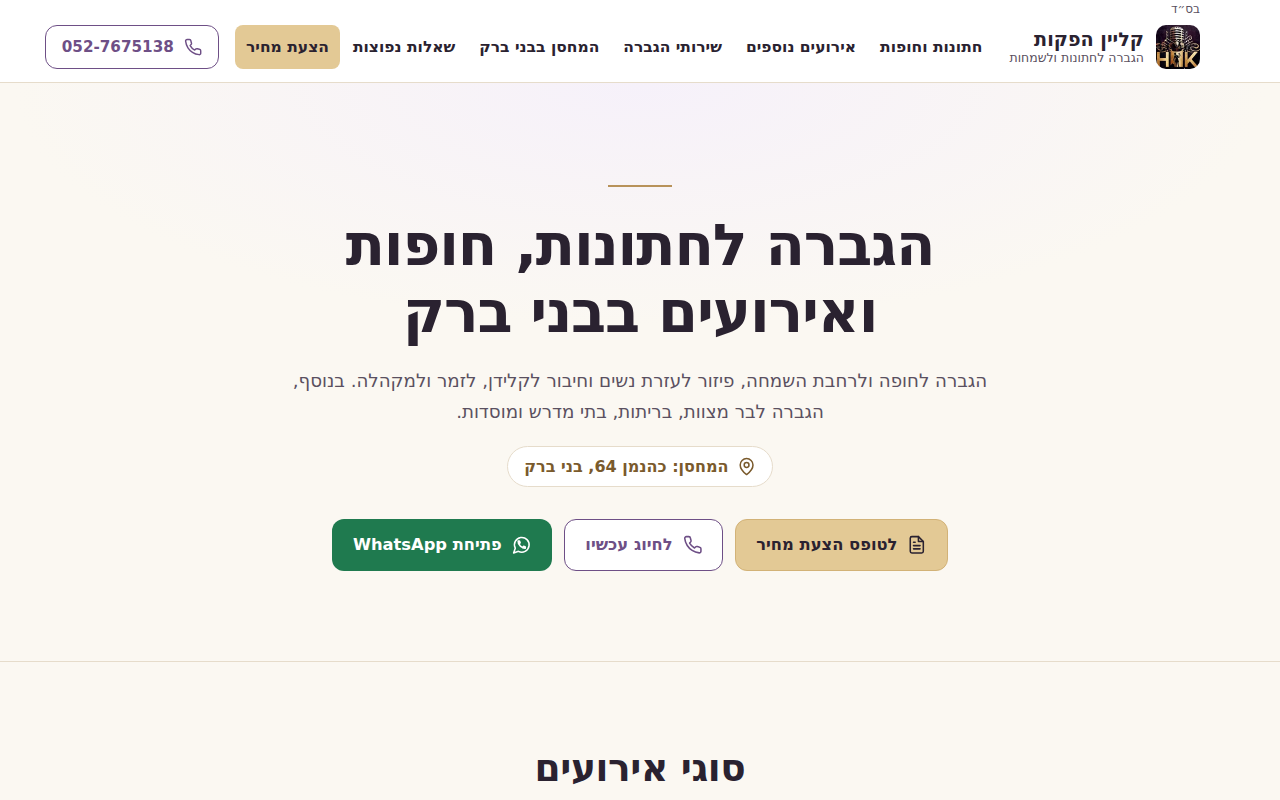 בס״ד
קליין הפקות
הגברה לחתונות ולשמחות
חתונות וחופות
אירועים נוספים
שירותי הגברה
המחסן בבני ברק
שאלות נפוצות
הצעת מחיר
052-7675138
הגברה לחתונות, חופות
ואירועים בבני ברק
הגברה לחופה ולרחבת השמחה, פיזור לעזרת נשים וחיבור לקלידן, לזמר ולמקהלה. בנוסף,
הגברה לבר מצוות, בריתות, בתי מדרש ומוסדות.
המחסן: כהנמן 64, בני ברק
לטופס הצעת מחיר
לחיוג עכשיו
פתיחת WhatsApp
סוגי אירועים